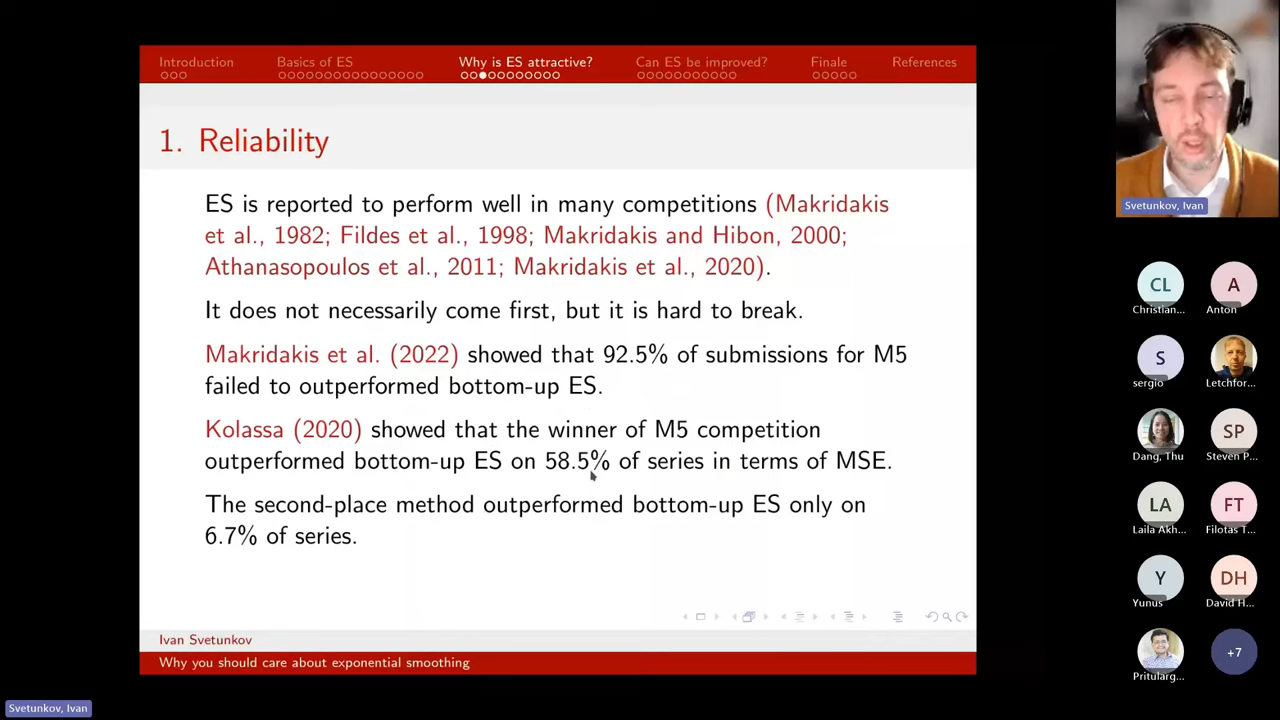 Introduction
Basics of ES
Why is ES attractive?
Can ES be improved?
Finale
References
1. Reliability
ES is reported to perform well in many competitions (Makridakis
et al., 1982; Fildes et al., 1998; Makridakis and Hibon, 2000;
Athanasopoulos et al., 2011; Makridakis et al., 2020).
It does not necessarily come first, but it is hard to break.
Makridakis et al. (2022) showed that 92.5% of submissions for M5
failed to outperformed bottom-up ES.
Kolassa (2020) showed that the winner of M5 competition
outperformed bottom-up ES on 58.5% of series in terms of MSE.
The second-place method outperformed bottom-up ES only on
6.7% of series.
Ivan Svetunkov
Why you should care about exponential smoothing
Svetunkov, Ivan
CL
Christian...
A
Anton
S
sergio
Letchfor...
Dang, Thu
SP
Steven P...
LA
Laila Akh...
FT
Filotas T...
Y
Yunus
DH
David H...
Pritularg...
+7
Svetunkov, Ivan